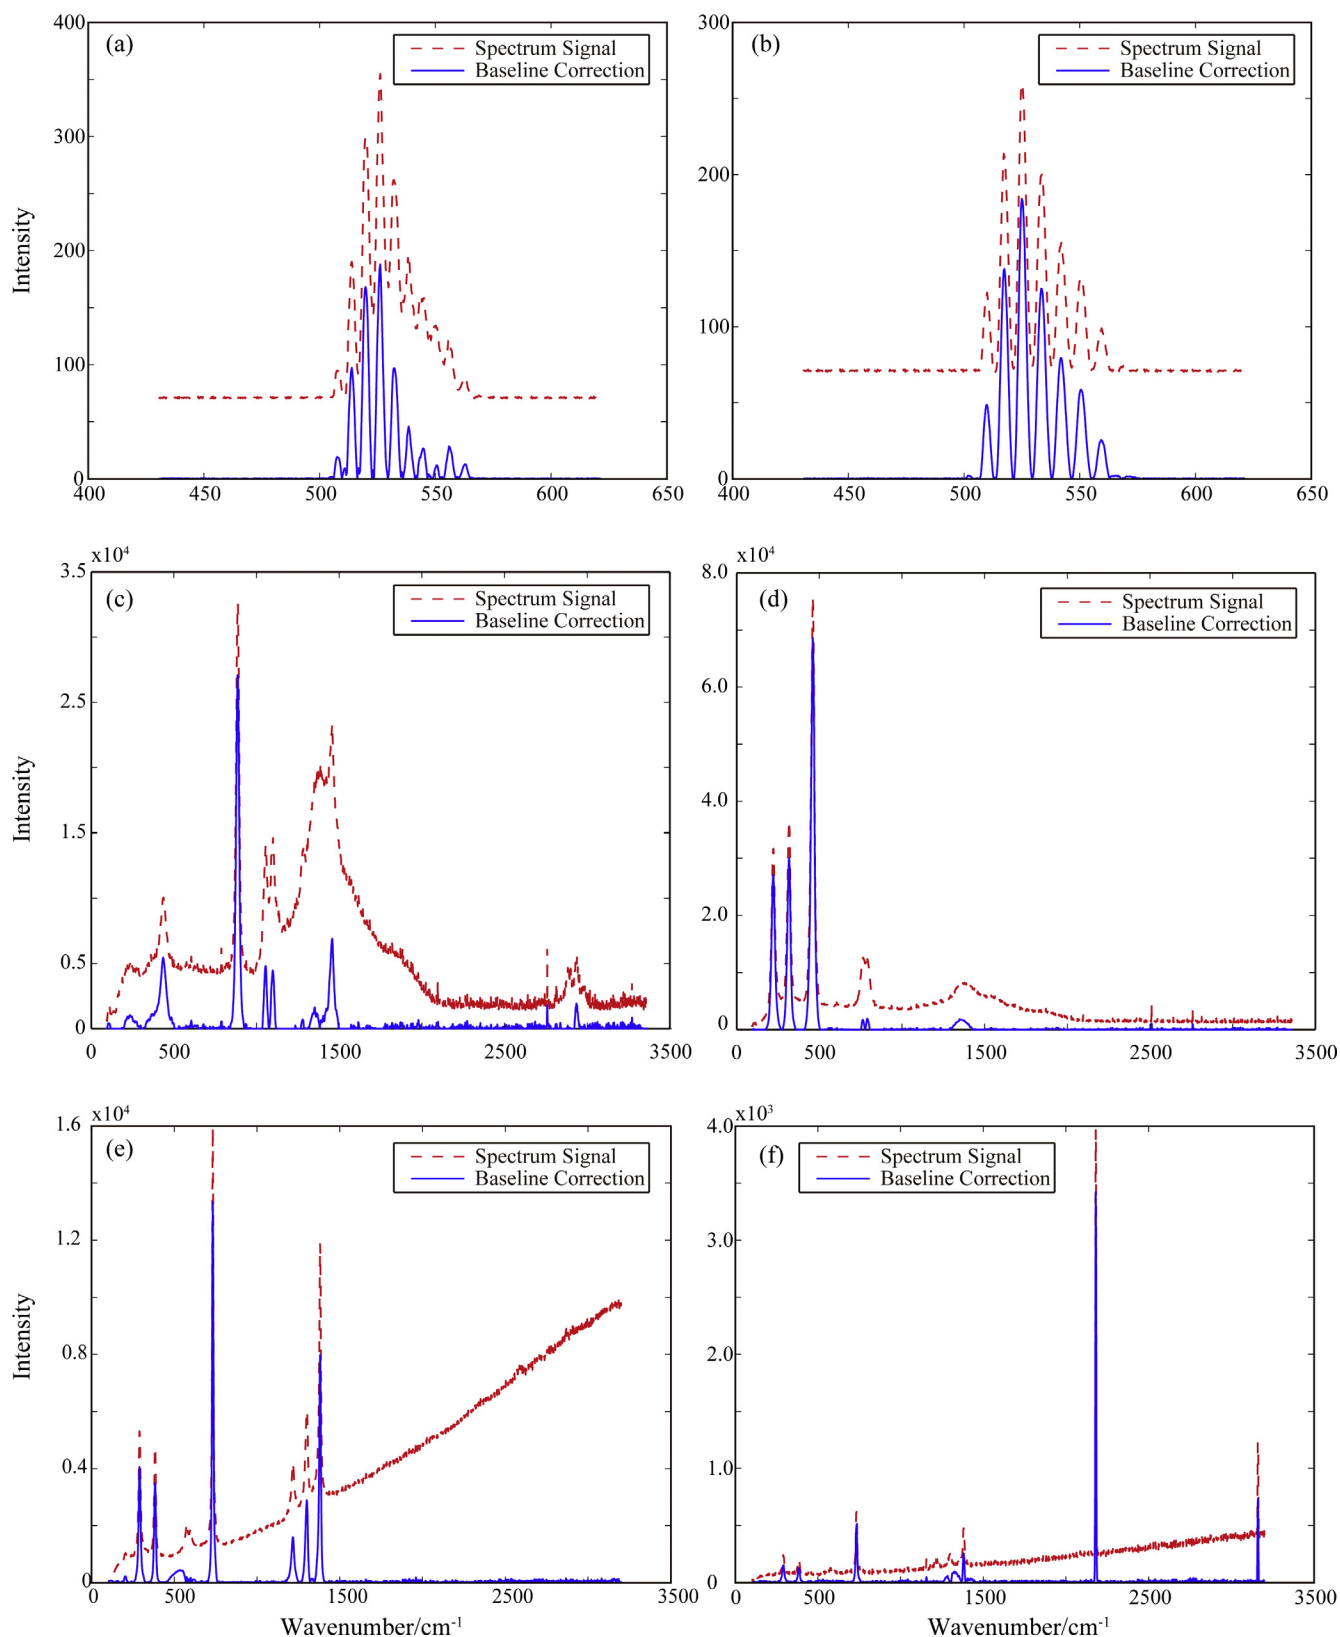 400
(a)
Spectrum Signal
Baseline Correction
300
200
100
0
400
450
500
550
600
650
Intensity
300
(b)
Spectrum Signal
Baseline Correction
200
100
0
400
450
500
550
600
650
x10⁴
3.5
(c)
Spectrum Signal
Baseline Correction
2.5
1.5
0.5
0
0
500
1500
2500
3500
Intensity
x10⁴
8.0
(d)
Spectrum Signal
Baseline Correction
6.0
4.0
2.0
0
0
500
1500
2500
3500
x10⁴
1.6
(e)
Spectrum Signal
Baseline Correction
1.2
0.8
0.4
0
0
500
1500
2500
3500
Intensity
Wavenumber/cm⁻¹
x10³
4.0
(f)
Spectrum Signal
Baseline Correction
3.0
2.0
1.0
0
0
500
1500
2500
3500
Wavenumber/cm⁻¹